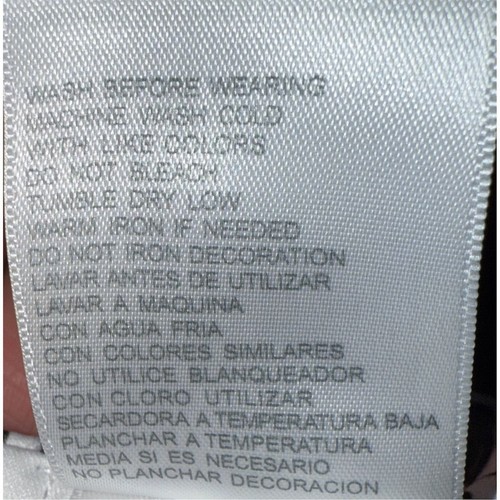 WASH BEFORE WEARING
MACHINE WASH COLD
WITH LIKE COLORS
DO NOT BLEACH
TUMBLE DRY LOW
WARM IRON IF NEEDED
DO NOT IRON DECORATION
LAVAR ANTES DE UTILIZAR
LAVAR A MAQUINA
CON AGUA FRIA
CON COLORES SIMILARES
NO UTILICE BLANQUEADOR
CON CLORO UTILIZAR
SECARDORA A TEMPERATURA BAJA
PLANCHAR A TEMPERATURA
MEDIA SI ES NECESARIO
NO PLANCHAR DECORACION